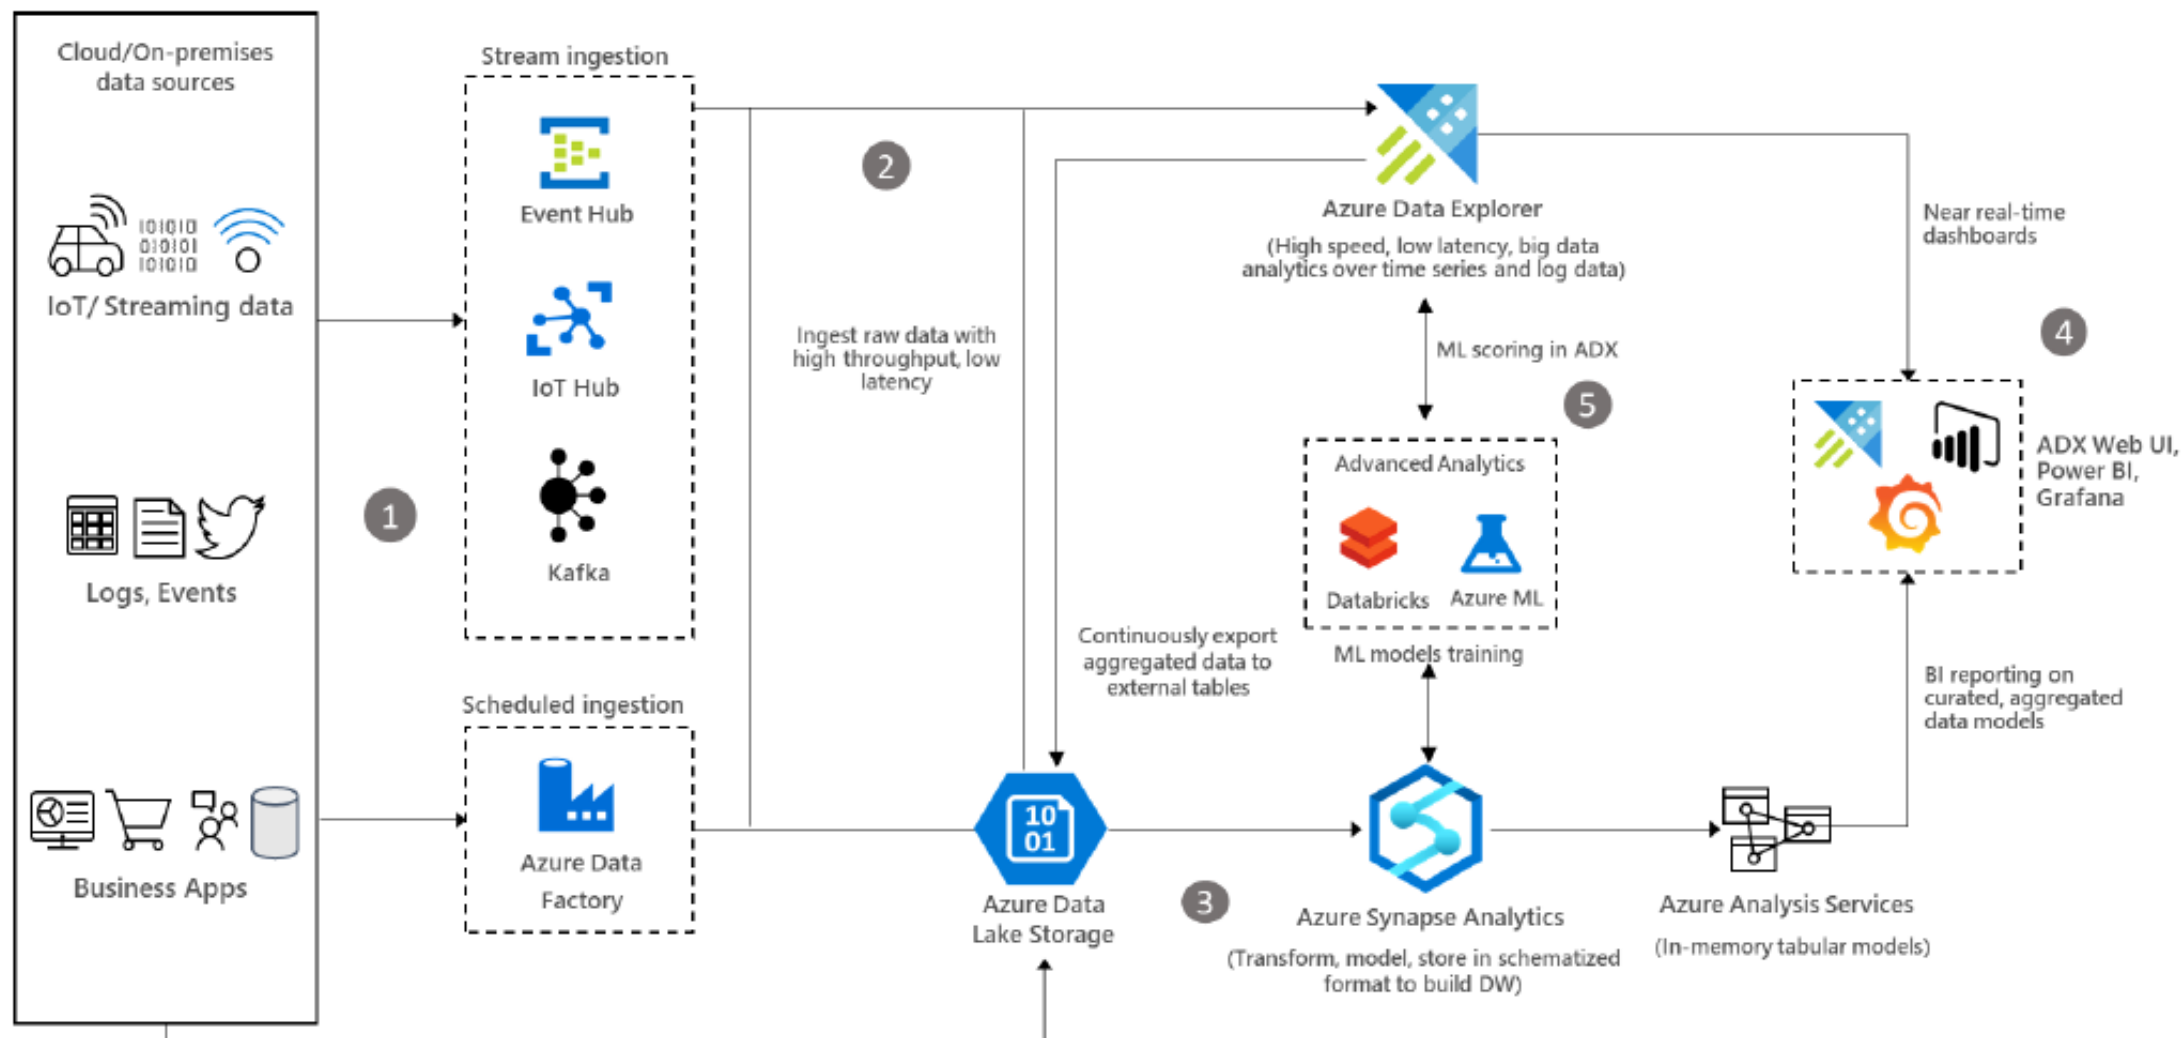 Cloud/On-premises
data sources
IoT/ Streaming data
Logs, Events
Business Apps
1
Stream ingestion
Event Hub
IoT Hub
Kafka
Scheduled ingestion
Azure Data
Factory
2
Ingest raw data with
high throughput, low
latency
Azure Data Explorer
(High speed, low latency, big data
analytics over time series and log data)
ML scoring in ADX
5
Advanced Analytics
Databricks
Azure ML
ML models training
Continuously export
aggregated data to
external tables
10
01
Azure Data
Lake Storage
3
Azure Synapse Analytics
(Transform, model, store in schematized
format to build DW)
Azure Analysis Services
(In-memory tabular models)
Near real-time
dashboards
4
ADX Web UI,
Power BI,
Grafana
BI reporting on
curated, aggregated
data models
101010
010101
101010